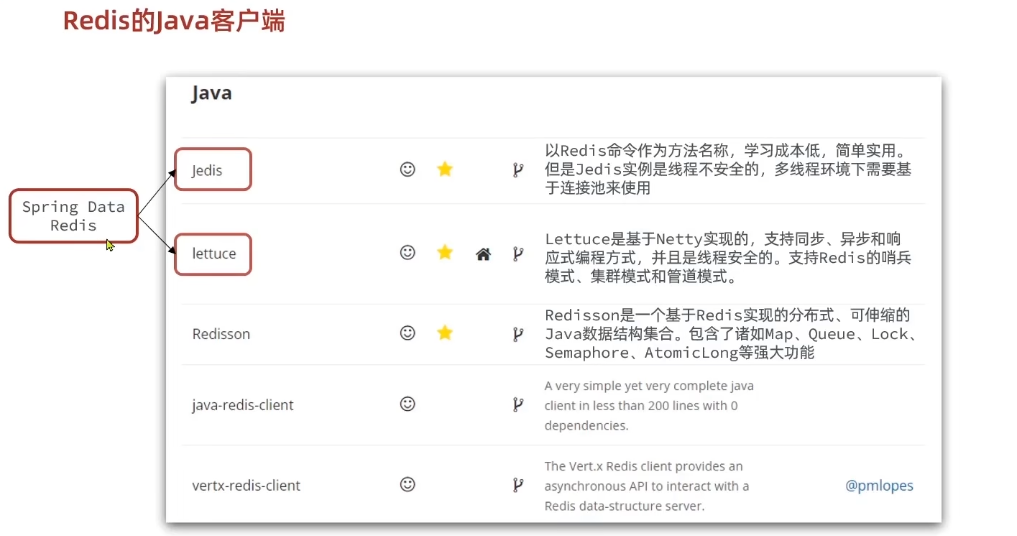 Redis的Java客户端
Java
Spring Data
Redis
Jedis
以Redis命令作为方法名称，学习成本低，简单实用。
但是Jedis实例是线程不安全的，多线程环境下需要基
于连接池来使用
lettuce
Lettuce是基于Netty实现的，支持同步、异步和响
应式编程方式，并且是线程安全的。支持Redis的哨兵
模式、集群模式和管道模式。
Redisson
Redisson是一个基于Redis实现的分布式、可伸缩的
Java数据结构集合。包含了诸如Map、Queue、Lock、
Semaphore、AtomicLong等强大功能
java-redis-client
A very simple yet very complete java
client in less than 200 lines with 0
dependencies.
vertx-redis-client
The Vert.x Redis client provides an
asynchronous API to interact with a
Redis data-structure server.
@pmlopes